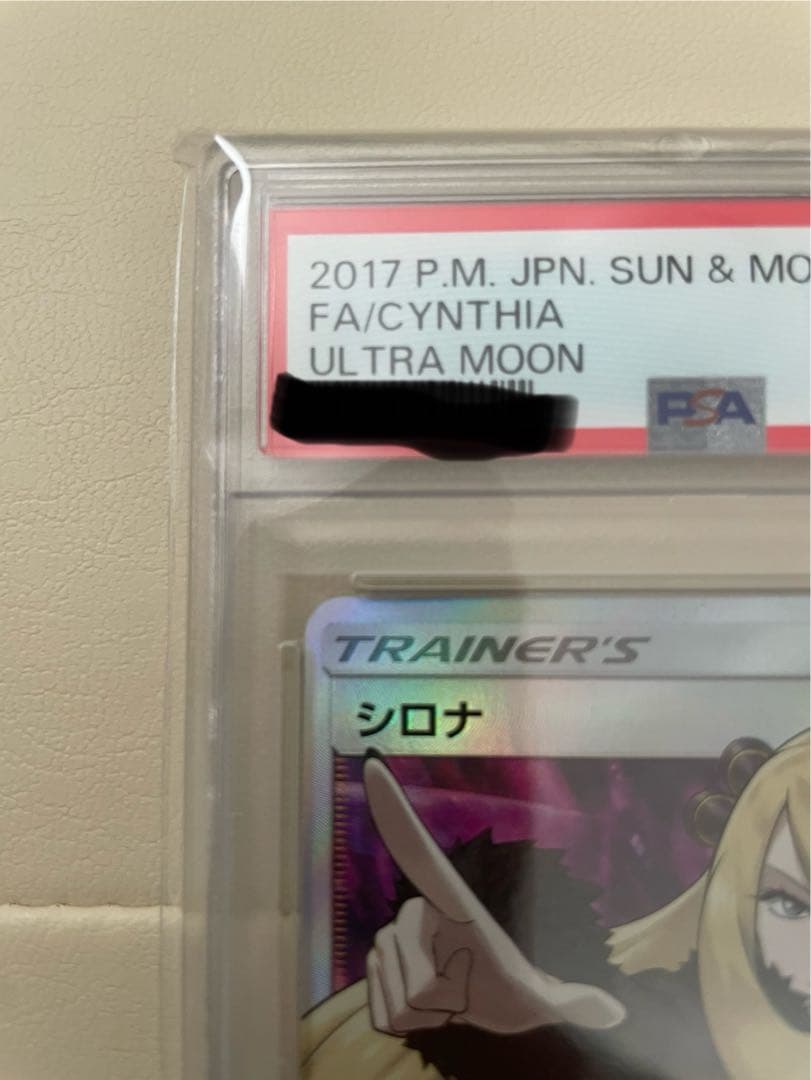 2017 P.M. JPN. SUN & MO
FA/CYNTHIA
ULTRA MOON
PSA
TRAINER'S
シロナ